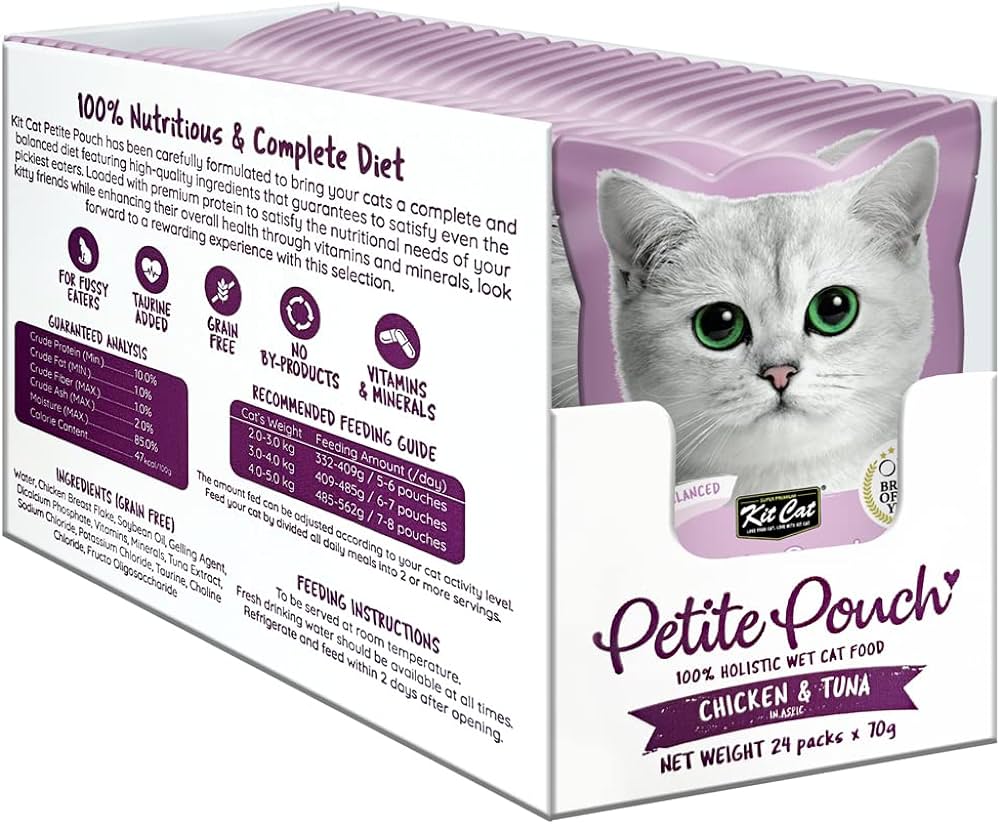 100% Nutritious & Complete Diet
Kit Cat Petite Pouch has been carefully formulated to bring your cats a complete and
balanced diet featuring high-quality ingredients that guarantees to satisfy even the
pickiest eaters. Loaded with premium protein to satisfy the nutritional needs of your
kitty friends while enhancing their overall health through vitamins and minerals, look
forward to a rewarding experience with this selection.
FOR FUSSY
EATERS
TAURINE
ADDED
GRAIN
FREE
NO
BY-PRODUCTS
VITAMINS
& MINERALS
GUARANTEED ANALYSIS
Crude Protein (Min.) 10.0%
Crude Fat (MIN.) 1.0%
Crude Fiber (MAX.) 1.0%
Crude Ash (MAX.) 2.0%
Moisture (MAX.) 85.0%
Calorie Content 47kcal/100g
RECOMMENDED FEEDING GUIDE
Cat's Weight Feeding Amount (/day)
2.0-3.0 kg 332-409g / 5-6 pouches
3.0-4.0 kg 409-485g / 6-7 pouches
4.0-5.0 kg 485-562g / 7-8 pouches
The amount fed can be adjusted according to your cat activity level.
Feed your cat by divided all daily meals into 2 or more servings.
INGREDIENTS (GRAIN FREE)
Water, Chicken Breast Flake, Soybean Oil, Gelling Agent,
Dicalcium Phosphate, Vitamins, Minerals, Tuna Extract,
Sodium Chloride, Potassium Chloride, Taurine, Choline
Chloride, Fructo Oligosaccharide
FEEDING INSTRUCTIONS
To be served at room temperature.
Fresh drinking water should be available at all times.
Refrigerate and feed within 2 days after opening.
LANCED
SUPER PREMIUM
Kit Cat
LOVE YOUR CAT, LOVE WITH KIT CAT
BR
OF
Y
Petite Pouch
100% HOLISTIC WET CAT FOOD
CHICKEN & TUNA
IN ASPIC
NET WEIGHT 24 packs x 70g